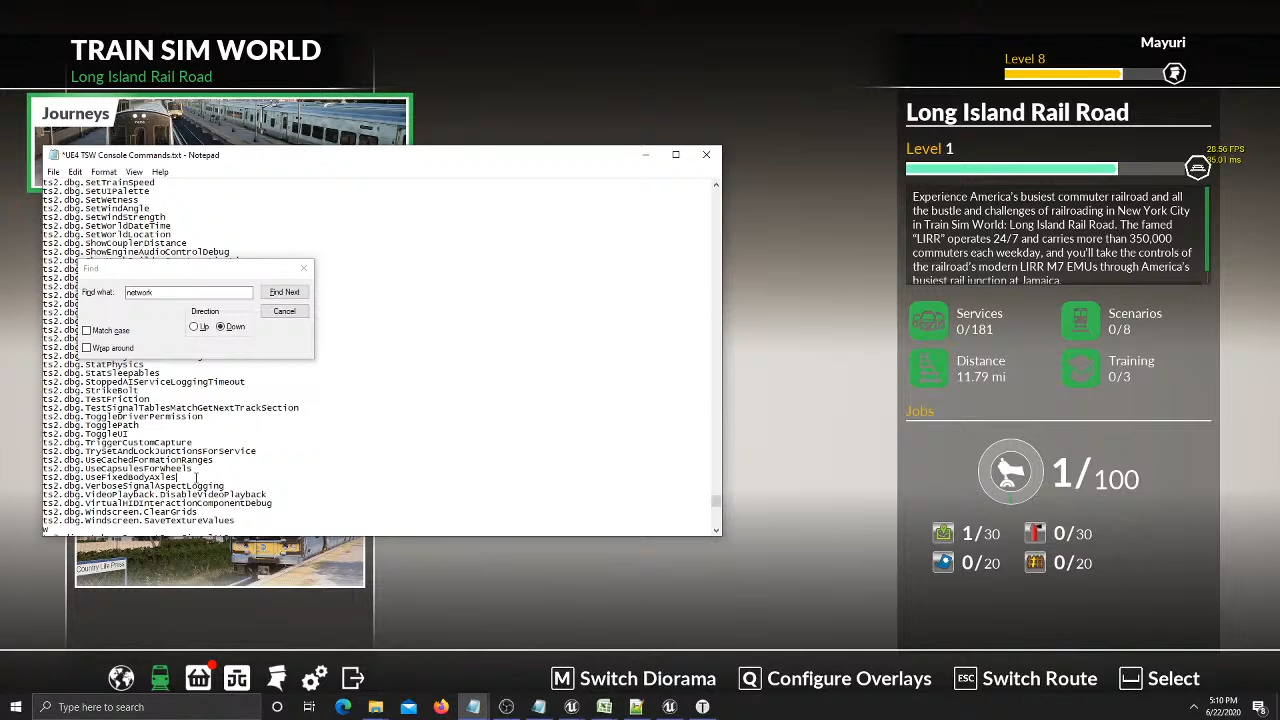 TRAIN SIM WORLD
Long Island Rail Road
Mayuri
Level 8
Journeys
Long Island Rail Road
Level 1
28.56 FPS
35.01 ms
Experience America's busiest commuter railroad and all
the bustle and challenges of railroading in New York City
in Train Sim World: Long Island Rail Road. The famed
"LIRR" operates 24/7 and carries more than 350,000
commuters each weekday, and you'll take the controls of
the railroad's modern LIRR M7 EMUs through America's
busiest rail junction at Jamaica.
Services
0/181
Scenarios
0/8
Distance
11.79 mi
Training
0/3
Jobs
1/100
1/30
0/30
0/20
0/20
*UE4 TSW Console Commands.txt - Notepad
File Edit Format View Help
ts2.dbg.SetTrainSpeed
ts2.dbg.SetUIPalette
ts2.dbg.SetWetness
ts2.dbg.SetWindAngle
ts2.dbg.SetWindStrength
ts2.dbg.SetWorldDateTime
ts2.dbg.SetWorldLocation
ts2.dbg.ShowCouplerDistance
ts2.dbg.ShowEngineAudioControlDebug
Find
Find what:
network
Find Next
Cancel
Direction
Up
Down
Match case
Wrap around
ts2.dbg.StatPhysics
ts2.dbg.StatSleepables
ts2.dbg.StoppedAIServiceLoggingTimeout
ts2.dbg.StrikeBolt
ts2.dbg.TestFriction
ts2.dbg.TestSignalTablesMatchGetNextTrackSection
ts2.dbg.ToggleDriverPermission
ts2.dbg.TogglePath
ts2.dbg.ToggleUI
ts2.dbg.TriggerCustomCapture
ts2.dbg.TrySetAndLockJunctionsForService
ts2.dbg.UseCachedFormationRanges
ts2.dbg.UseCapsulesForWheels
ts2.dbg.UseFixedBodyAxles
ts2.dbg.VerboseSignalAspectLogging
ts2.dbg.VideoPlayback.DisableVideoPlayback
ts2.dbg.VirtualHIDInteractionComponentDebug
ts2.dbg.Windscreen.ClearGrids
ts2.dbg.Windscreen.SaveTextureValues
w
Country Life Press
M Switch Diorama
Q Configure Overlays
ESC Switch Route
Select
Type here to search
5:10 PM
6/22/2020
8